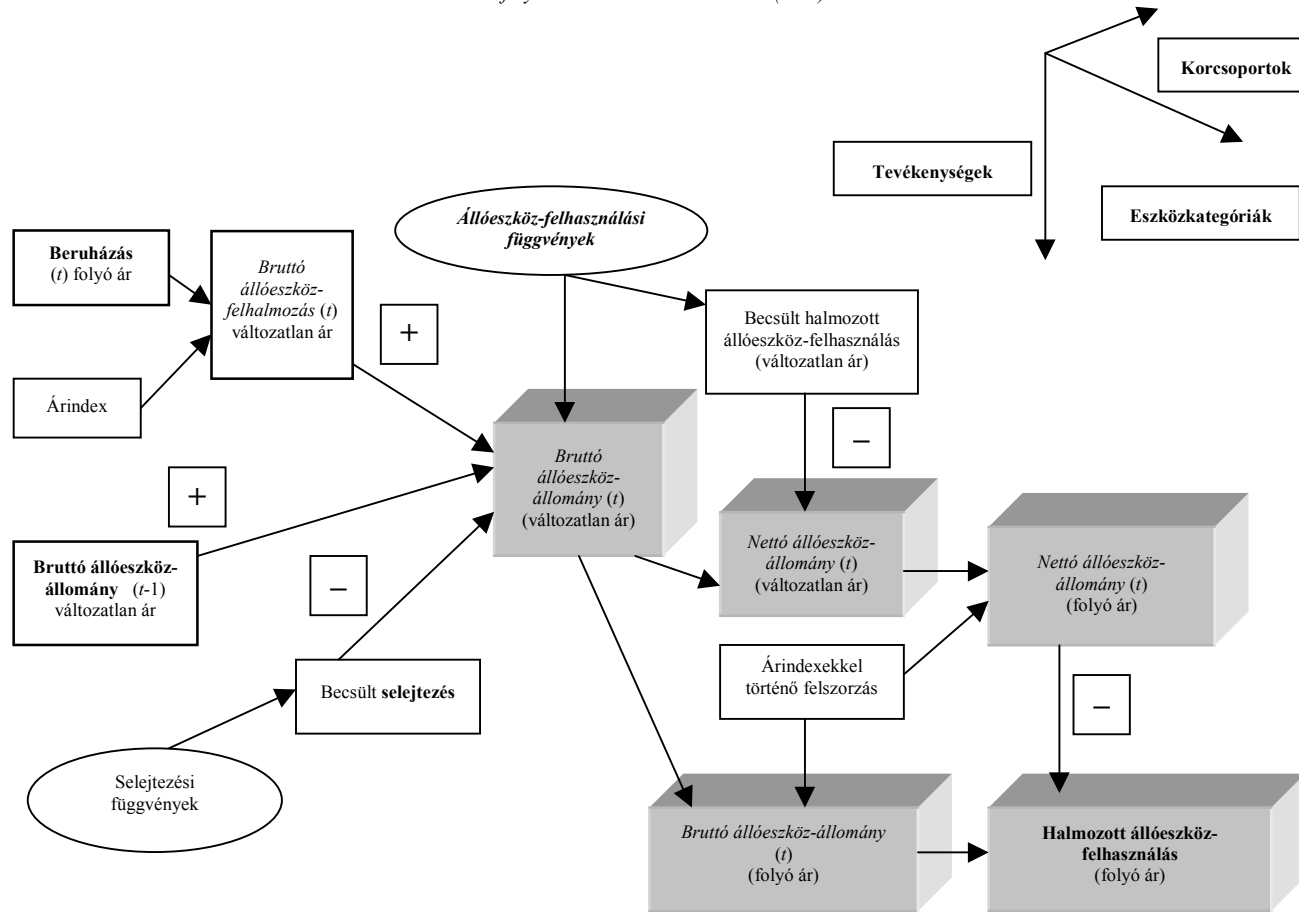 Korcsoportok
Tevékenységek
Eszközkategóriák
Állóeszköz-felhasználási
függvények
Beruházás
(t) folyó ár
Bruttó
állóeszköz-
felhalmozás (t)
változatlan ár
+
Becsült halmozott
állóeszköz-felhasználás
(változatlan ár)
Árindex
−
Bruttó
állóeszköz-
állomány (t)
(változatlan ár)
+
Nettó állóeszköz-
állomány (t)
(változatlan ár)
Nettó állóeszköz-
állomány (t)
(folyó ár)
Bruttó állóeszköz-
állomány (t-1)
változatlan ár
−
Árindexekkel
történő felszorzás
Becsült selejtezés
−
Selejtezési
függvények
Bruttó állóeszköz-állomány
(t)
(folyó ár)
Halmozott állóeszköz-
felhasználás
(folyó ár)